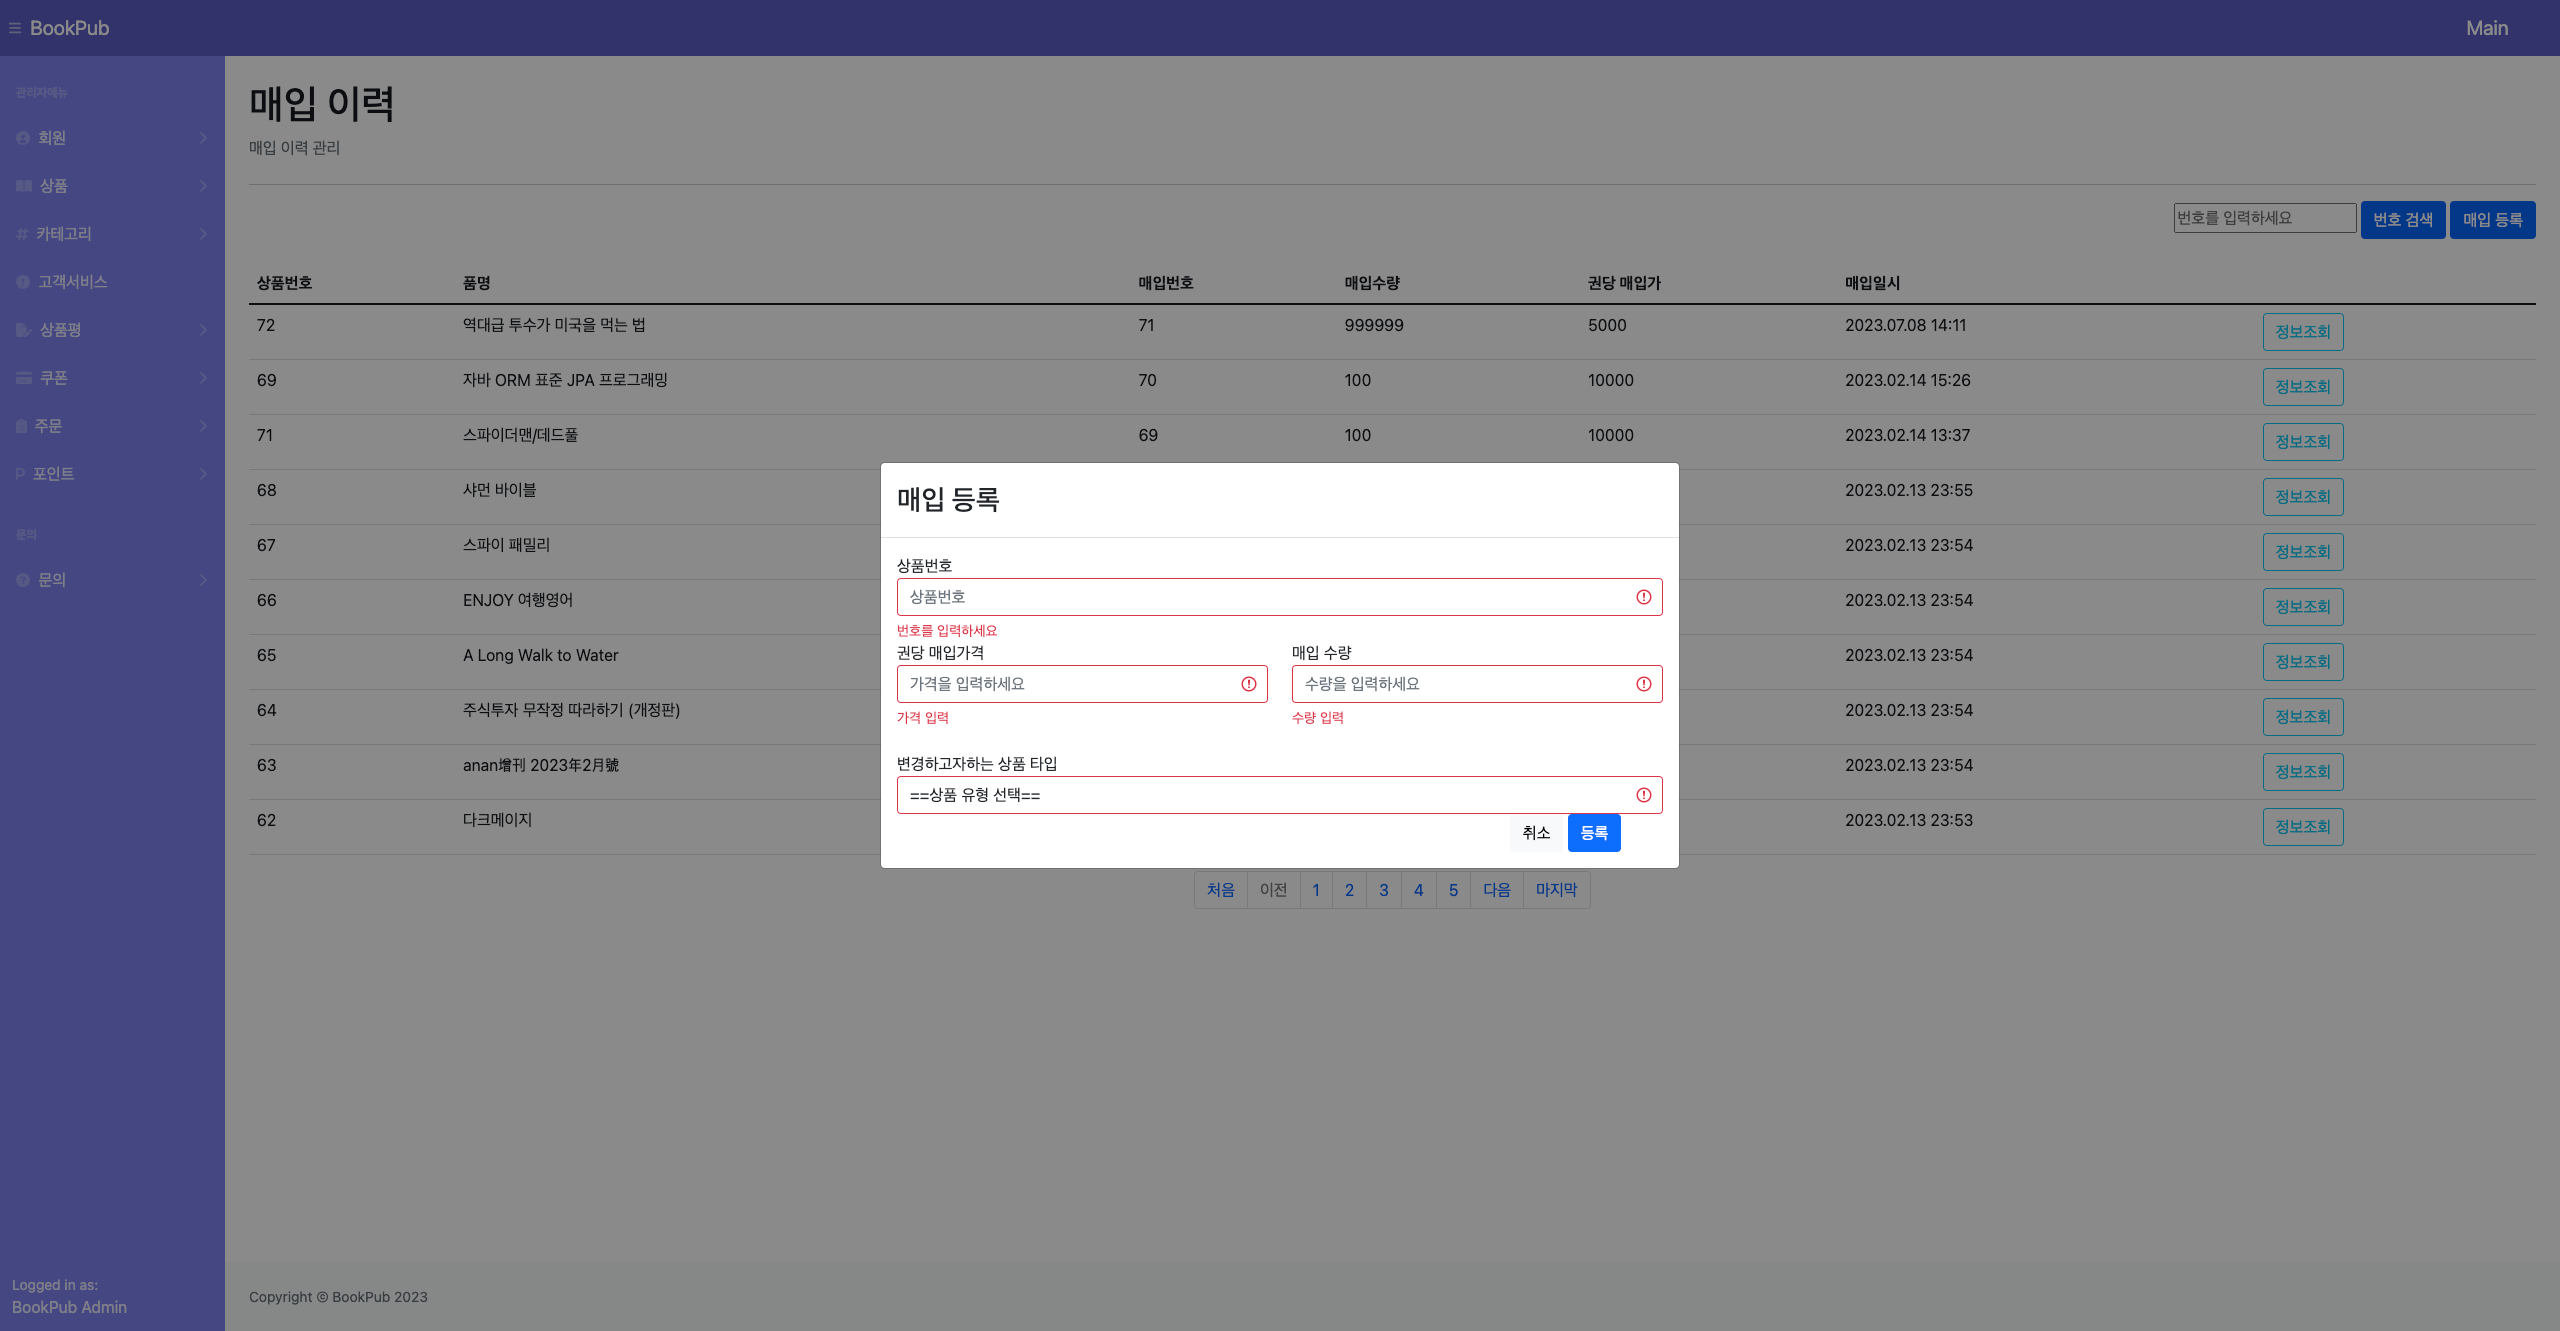 BookPub
Main
관리자메뉴
회원
상품
카테고리
고객서비스
상품평
쿠폰
주문
P 포인트
문의
문의
Logged in as:
BookPub Admin
매입 이력
매입 이력 관리
번호를 입력하세요 번호 검색 매입 등록
상품번호 품명 매입번호 매입수량 권당 매입가 매입일시
72 역대급 투수가 미국을 먹는 법 71 999999 5000 2023.07.08 14:11 정보조회
69 자바 ORM 표준 JPA 프로그래밍 70 100 10000 2023.02.14 15:26 정보조회
71 스파이더맨/데드풀 69 100 10000 2023.02.14 13:37 정보조회
68 샤먼 바이블 2023.02.13 23:55 정보조회
67 스파이 패밀리 2023.02.13 23:54 정보조회
66 ENJOY 여행영어 2023.02.13 23:54 정보조회
65 A Long Walk to Water 2023.02.13 23:54 정보조회
64 주식투자 무작정 따라하기 (개정판) 2023.02.13 23:54 정보조회
63 anan增刊 2023年2月號 2023.02.13 23:54 정보조회
62 다크메이지 2023.02.13 23:53 정보조회
매입 등록
상품번호
상품번호
번호를 입력하세요
권당 매입가격 매입 수량
가격을 입력하세요 수량을 입력하세요
가격 입력 수량 입력
변경하고자하는 상품 타입
==상품 유형 선택==
취소 등록
처음 이전 1 2 3 4 5 다음 마지막
Copyright © BookPub 2023